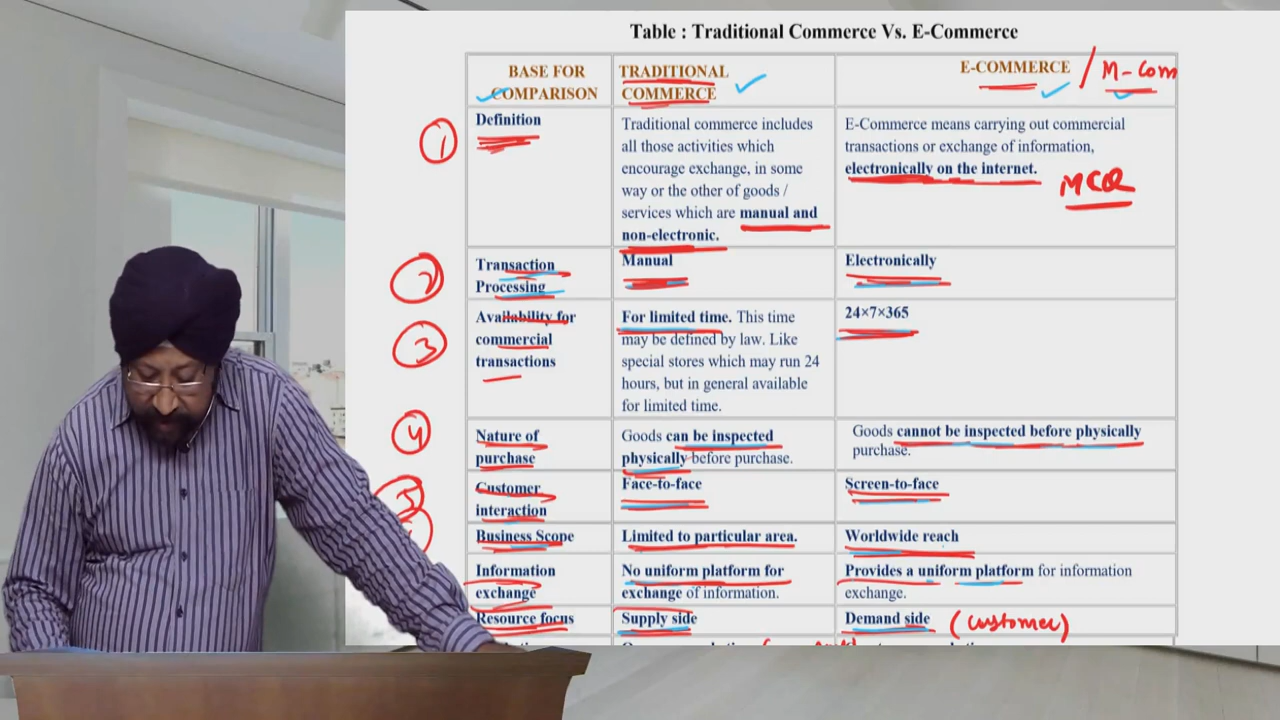 Table : Traditional Commerce Vs. E-Commerce
BASE FOR
COMPARISON
TRADITIONAL
COMMERCE
E-COMMERCE / M-Com
1
Definition
Traditional commerce includes
all those activities which
encourage exchange, in some
way or the other of goods /
services which are manual and
non-electronic.
E-Commerce means carrying out commercial
transactions or exchange of information,
electronically on the internet.
MCQ
2
Transaction
Processing
Manual
Electronically
3
Availability for
commercial
transactions
For limited time. This time
may be defined by law. Like
special stores which may run 24
hours, but in general available
for limited time.
24×7×365
4
Nature of
purchase
Goods can be inspected
physically before purchase.
Goods cannot be inspected before physically
purchase.
5
Customer
interaction
Face-to-face
Screen-to-face
Business Scope
Limited to particular area.
Worldwide reach
Information
exchange
No uniform platform for
exchange of information.
Provides a uniform platform for information
exchange.
Resource focus
Supply side
Demand side (customer)